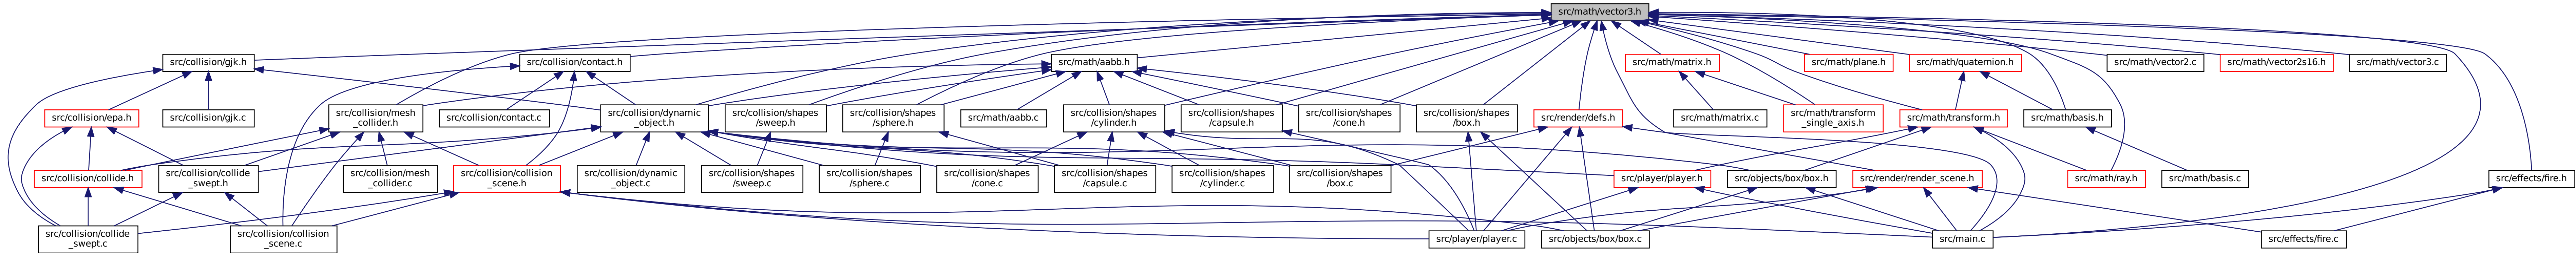 src/math/vector3.h
src/collision/gjk.h
src/collision/contact.h
src/math/aabb.h
src/math/matrix.h
src/math/plane.h
src/math/quaternion.h
src/math/vector2.c
src/math/vector2s16.h
src/math/vector3.c
src/collision/epa.h
src/collision/gjk.c
src/collision/mesh
_collider.h
src/collision/contact.c
src/collision/dynamic
_object.h
src/collision/shapes
/sweep.h
src/collision/shapes
/sphere.h
src/math/aabb.c
src/collision/shapes
/cylinder.h
src/collision/shapes
/capsule.h
src/collision/shapes
/cone.h
src/collision/shapes
/box.h
src/render/defs.h
src/math/matrix.c
src/math/transform
_single_axis.h
src/math/transform.h
src/math/basis.h
src/collision/collide.h
src/collision/collide
_swept.h
src/collision/mesh
_collider.c
src/collision/collision
_scene.h
src/collision/dynamic
_object.c
src/collision/shapes
/sweep.c
src/collision/shapes
/sphere.c
src/collision/shapes
/cone.c
src/collision/shapes
/capsule.c
src/collision/shapes
/cylinder.c
src/collision/shapes
/box.c
src/player/player.h
src/objects/box/box.h
src/render/render_scene.h
src/math/ray.h
src/math/basis.c
src/effects/fire.h
src/collision/collide
_swept.c
src/collision/collision
_scene.c
src/player/player.c
src/objects/box/box.c
src/main.c
src/effects/fire.c